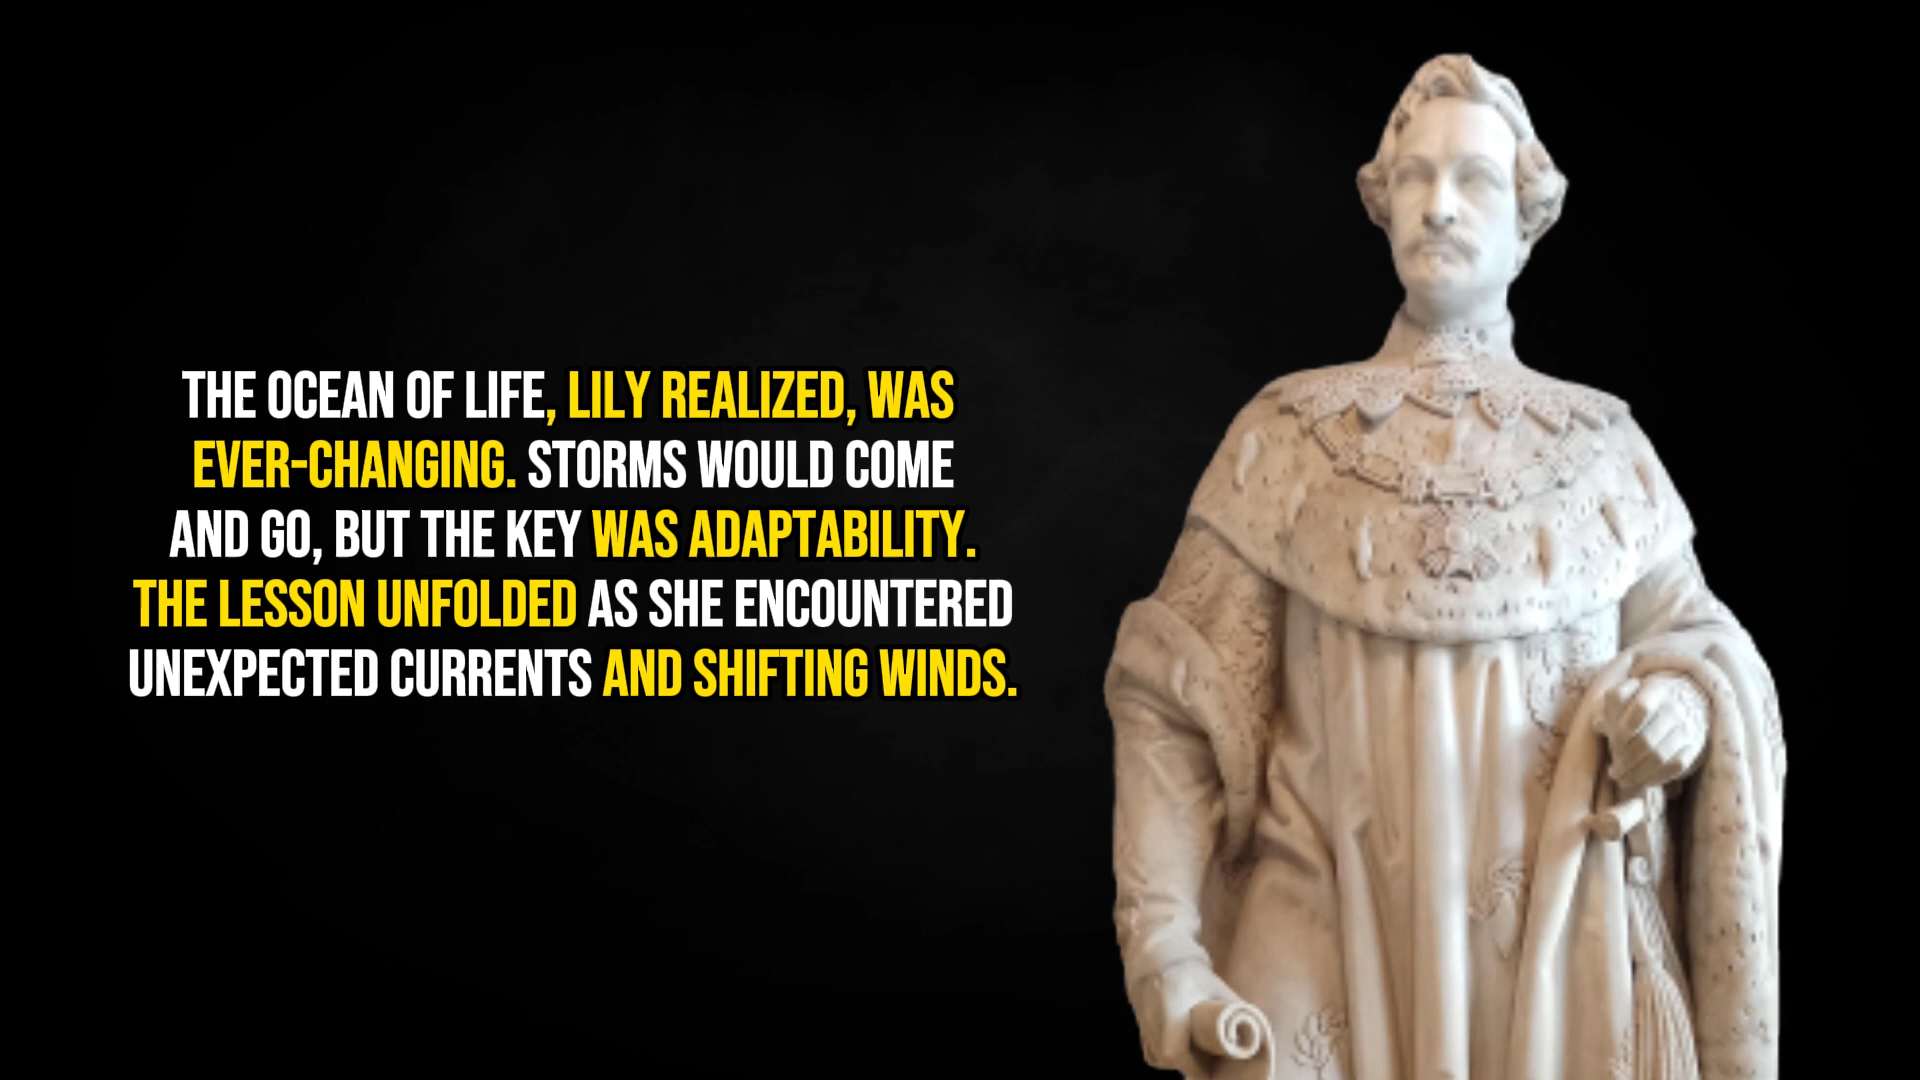 THE OCEAN OF LIFE, LILY REALIZED, WAS
EVER-CHANGING. STORMS WOULD COME
AND GO, BUT THE KEY WAS ADAPTABILITY.
THE LESSON UNFOLDED AS SHE ENCOUNTERED
UNEXPECTED CURRENTS AND SHIFTING WINDS.